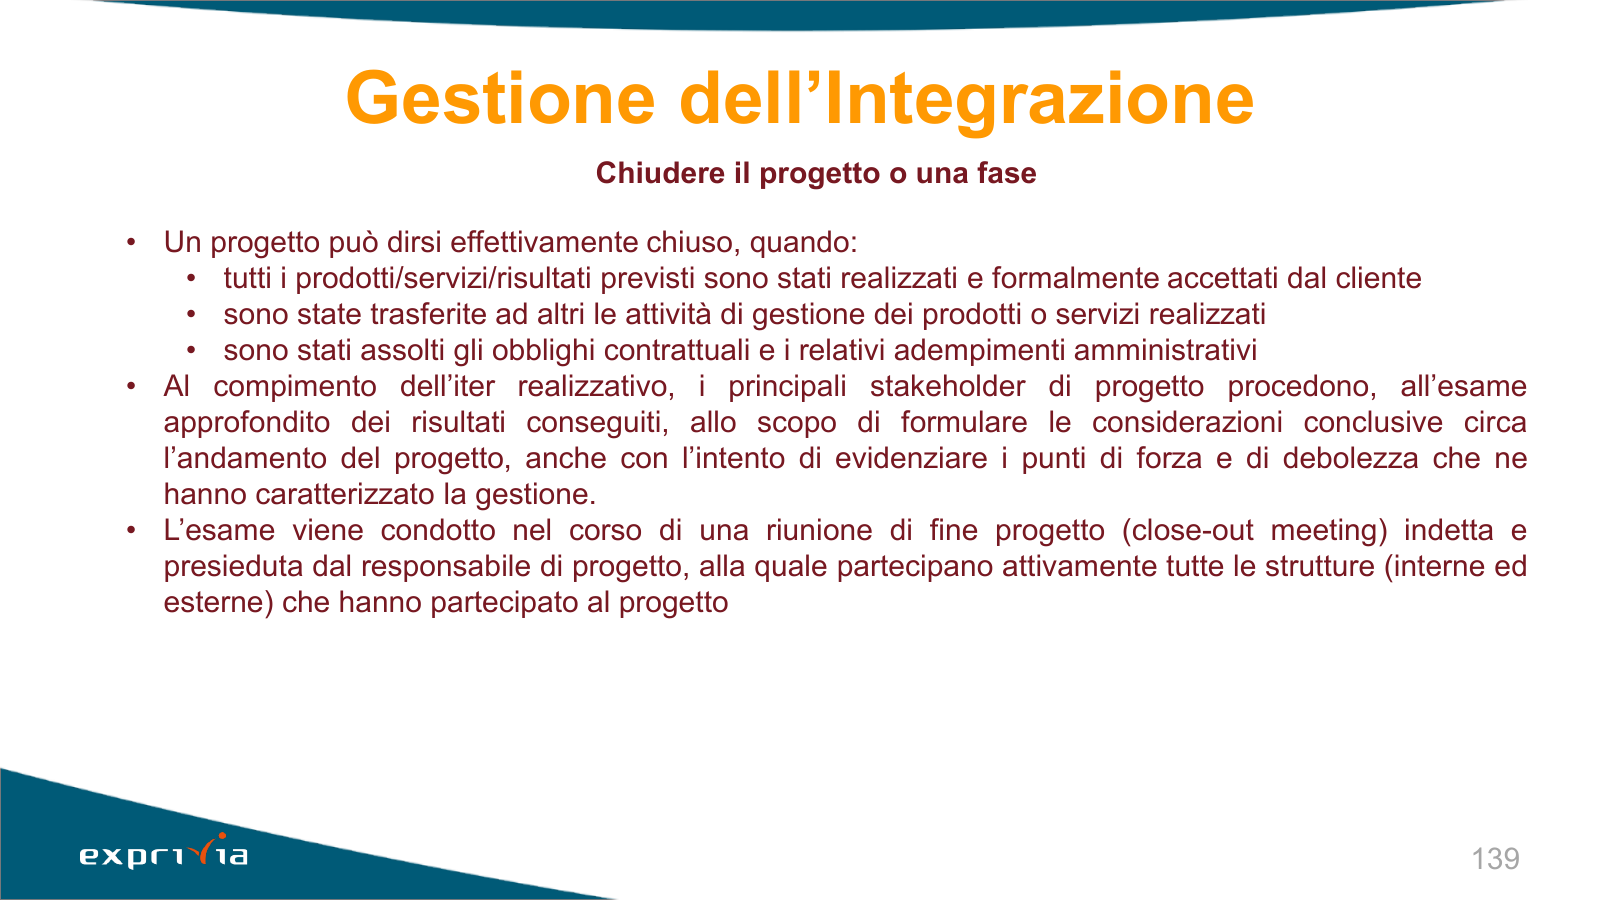 Gestione dell’Integrazione
Chiudere il progetto o una fase
• Un progetto può dirsi effettivamente chiuso, quando:
• tutti i prodotti/servizi/risultati previsti sono stati realizzati e formalmente accettati dal cliente
• sono state trasferite ad altri le attività di gestione dei prodotti o servizi realizzati
• sono stati assolti gli obblighi contrattuali e i relativi adempimenti amministrativi
• Al compimento dell’iter realizzativo, i principali stakeholder di progetto procedono, all’esame
approfondito dei risultati conseguiti, allo scopo di formulare le considerazioni conclusive circa
l’andamento del progetto, anche con l’intento di evidenziare i punti di forza e di debolezza che ne
hanno caratterizzato la gestione.
• L’esame viene condotto nel corso di una riunione di fine progetto (close-out meeting) indetta e
presieduta dal responsabile di progetto, alla quale partecipano attivamente tutte le strutture (interne ed
esterne) che hanno partecipato al progetto
exprivia
139